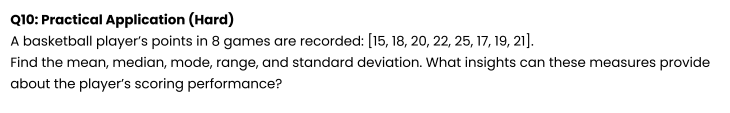 Q10: Practical Application (Hard)
A basketball player's points in 8 games are recorded: [15, 18, 20, 22, 25, 17, 19, 21].
Find the mean, median, mode, range, and standard deviation. What insights can these measures provide
about the player's scoring performance?